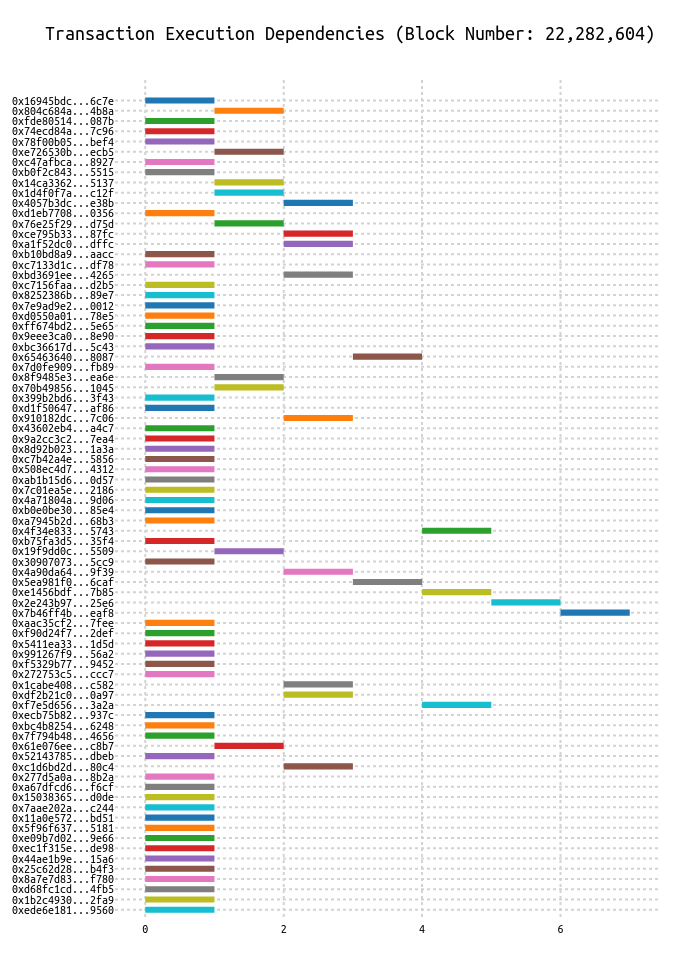 Transaction Execution Dependencies (Block Number: 22,282,604)
0x16945bdc...6c7e
0x804c684a...4b8a
0xfde80514...087b
0x74ecd84a...7c96
0x78f00b05...bef4
0xe726530b...ecb5
0xc47afbca...8927
0xb0f2c843...5515
0x14ca3362...5137
0x1d4f0f7a...c12f
0x4057b3dc...e38b
0xd1eb7708...0356
0x76e25f29...d75d
0xce795b33...87fc
0xa1f52dc0...dffc
0xb10bd8a9...aacc
0xc7133d1c...df78
0xbd3691ee...4265
0xc7156faa...d2b5
0x8252386b...89e7
0x7e9ad9e2...0012
0xd0550a01...78e5
0xff674bd2...5e65
0x9eee3ca0...8e90
0xbc36617d...5c43
0x65463640...8087
0x7d0fe909...fb89
0x8f9485e3...ea6e
0x70b49856...1045
0x399b2bd6...3f43
0xd1f50647...af86
0x910182dc...7c06
0x43602eb4...a4c7
0x9a2cc3c2...7ea4
0x8d92b023...1a3a
0xc7b42a4e...5856
0x508ec4d7...4312
0xab1b15d6...0d57
0x7c01ea5e...2186
0x4a71804a...9d06
0xb0e0be30...85e4
0xa7945b2d...68b3
0x4f34e833...5743
0xb75fa3d5...35f4
0x19f9dd0c...5509
0x30907073...5cc9
0x4a90da64...9f39
0x5ea981f0...6caf
0xe1456bdf...7b85
0x2e243b97...25e6
0x7b46ff4b...eaf8
0xaac35cf2...7fee
0xf90d24f7...2def
0x5411ea33...1d5d
0x991267f9...56a2
0xf5329b77...9452
0x272753c5...ccc7
0x1cabe408...c582
0xdf2b21c0...0a97
0xf7e5d656...3a2a
0xecb75b82...937c
0xbc4b8254...6248
0x7f794b48...4656
0x61e076ee...c8b7
0x52143785...dbeb
0xc1d6bd2d...80c4
0x277d5a0a...8b2a
0xa67dfcd6...f6cf
0x15038365...d0de
0x7aae202a...c244
0x11a0e572...bd51
0x5f96f637...5181
0xe09b7d02...9e66
0xec1f315e...de98
0x44ae1b9e...15a6
0x25c62d28...b4f3
0x8a7e7d83...f780
0xd68fc1cd...4fb5
0x1b2c4930...2fa9
0xede6e181...9560
0 2 4 6